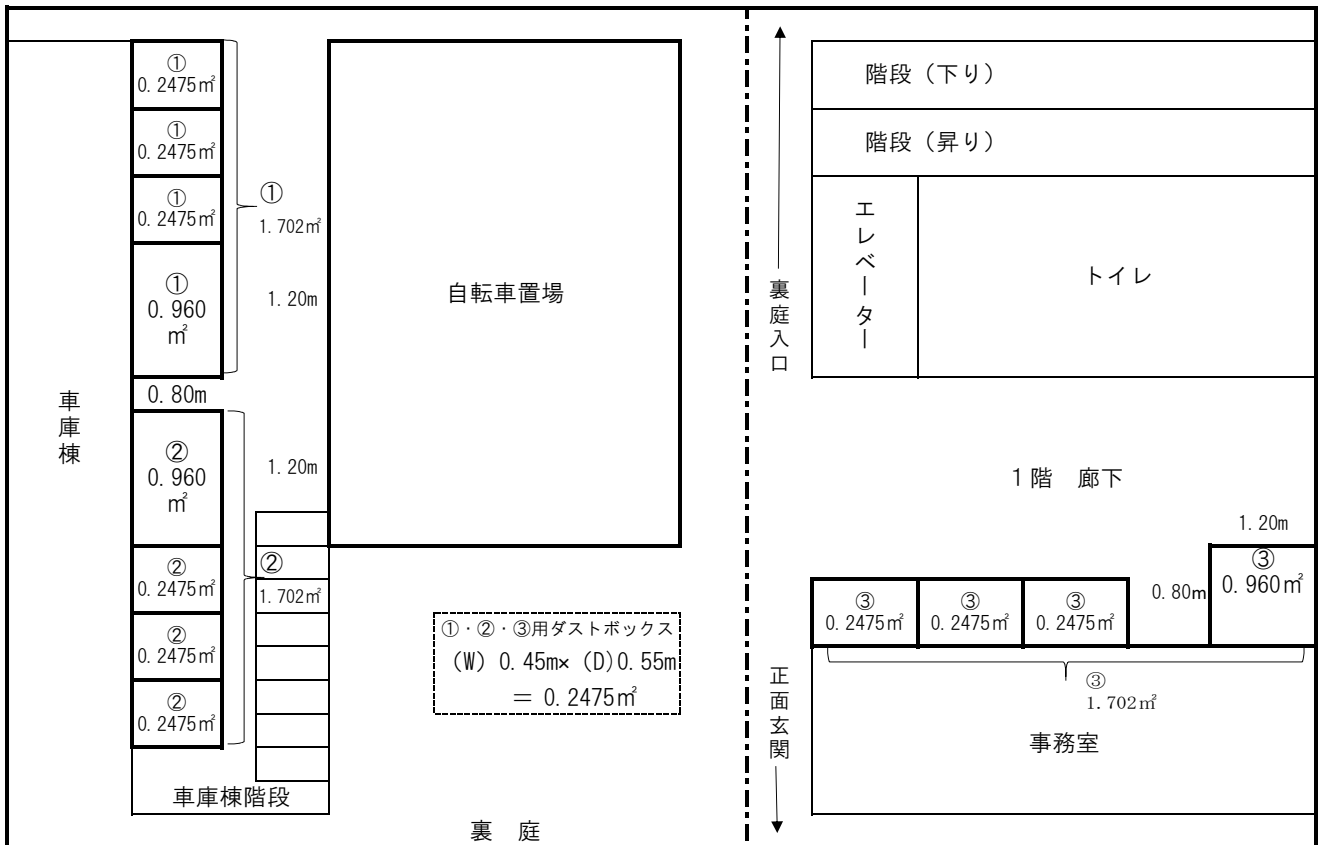 ①
0.2475㎡
①
0.2475㎡
①
0.2475㎡
①
0.960
㎡
①
1.702㎡
1.20m
0.80m
②
0.960
㎡
1.20m
②
0.2475㎡
②
0.2475㎡
②
0.2475㎡
②
1.702㎡
車庫棟
車庫棟階段
自転車置場
①・②・③用ダストボックス
(W) 0.45m× (D)0.55m
= 0.2475㎡
裏 庭
裏庭入口
正面玄関
階段（下り）
階段（昇り）
エレベーター
トイレ
1階 廊下
1.20m
③
0.960㎡
0.80m
③
0.2475㎡
③
0.2475㎡
③
0.2475㎡
③
1.702㎡
事務室